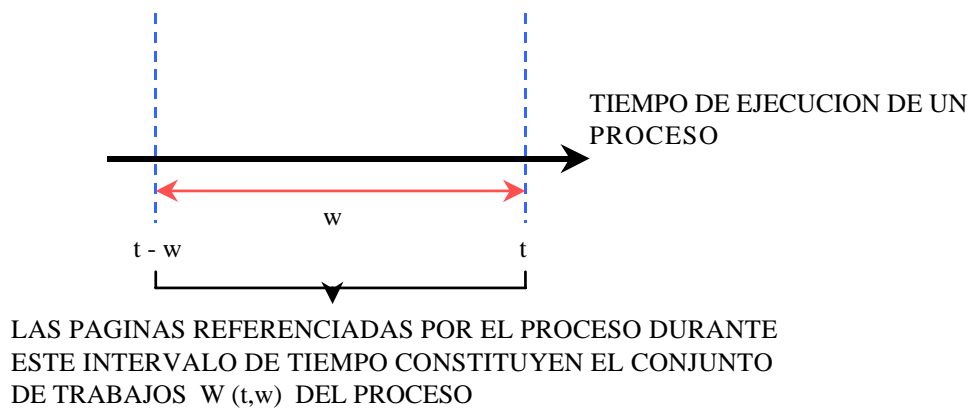 TIEMPO DE EJECUCION DE UN
PROCESO
w
t - w
t
LAS PAGINAS REFERENCIADAS POR EL PROCESO DURANTE
ESTE INTERVALO DE TIEMPO CONSTITUYEN EL CONJUNTO
DE TRABAJOS W (t,w) DEL PROCESO